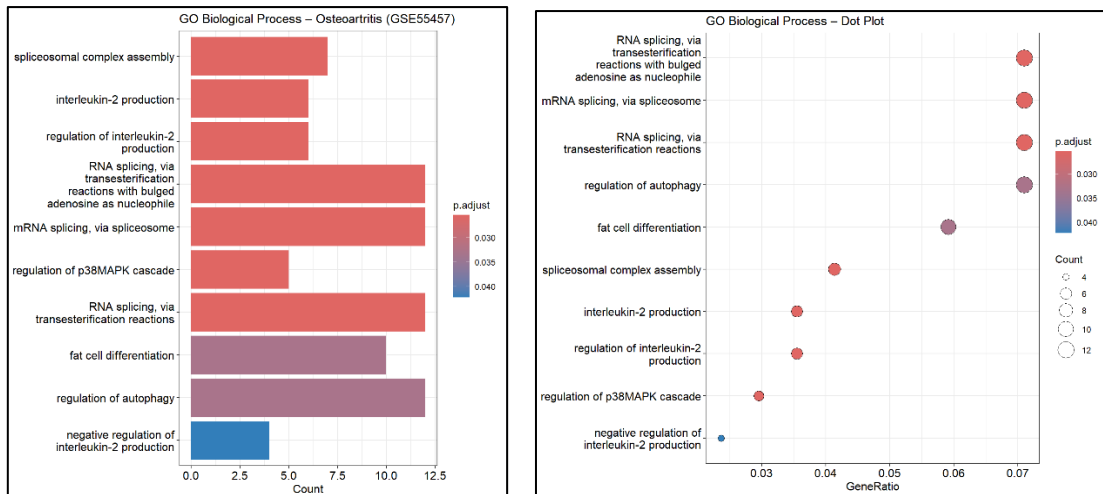 GO Biological Process – Osteoartritis (GSE55457)
spliceosomal complex assembly
interleukin-2 production
regulation of interleukin-2
production
RNA splicing, via
transesterification
reactions with bulged
adenosine as nucleophile
mRNA splicing, via spliceosome
regulation of p38MAPK cascade
RNA splicing, via
transesterification reactions
fat cell differentiation
regulation of autophagy
negative regulation of
interleukin-2 production
0.0 2.5 5.0 7.5 10.0 12.5
Count
p.adjust
0.030
0.035
0.040
GO Biological Process – Dot Plot
RNA splicing, via
transesterification
reactions with bulged
adenosine as nucleophile
mRNA splicing, via spliceosome
RNA splicing, via
transesterification reactions
regulation of autophagy
fat cell differentiation
spliceosomal complex assembly
interleukin-2 production
regulation of interleukin-2
production
regulation of p38MAPK cascade
negative regulation of
interleukin-2 production
0.03 0.04 0.05 0.06 0.07
GeneRatio
p.adjust
0.030
0.035
0.040
Count
4
6
8
10
12